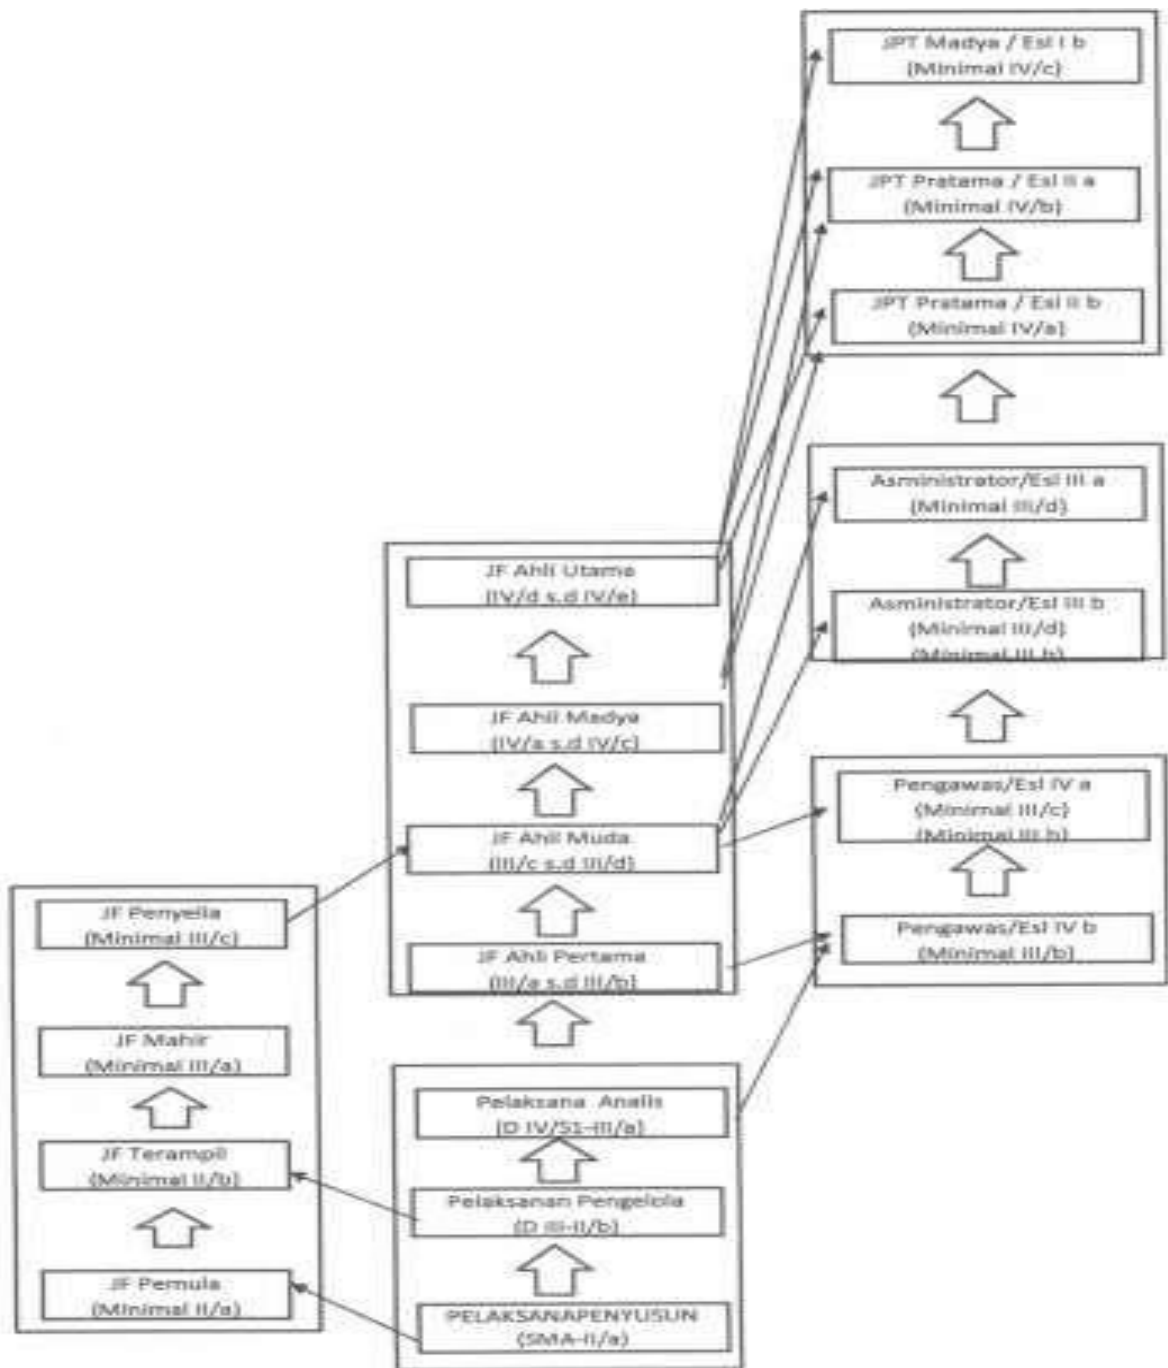 JPT Madya / Esl I b
(Minimal IV/c)
JPT Pratama / Esl II a
(Minimal IV/b)
JPT Pratama / Esl II b
(Minimal IV/a)
Asministrator/Esl III a
(Minimal III/d)
Asministrator/Esl III b
(Minimal III/d)
(Minimal III b)
Pengawas/Esl IV a
(Minimal III/c)
(Minimal III b)
Pengawas/Esl IV b
(Minimal III/b)
JF Ahli Utama
(IV/d s.d IV/e)
JF Ahli Madya
(IV/a s.d IV/c)
JF Ahli Muda
(III/c s.d III/d)
JF Ahli Pertama
(III/a s.d III/b)
Pelaksana Analis
(D IV/S1-III/a)
Pelaksanan Pengelola
(D III-II/b)
PELAKSANAPENYUSUN
(SMA-II/a)
JF Penyelia
(Minimal III/c)
JF Mahir
(Minimal III/a)
JF Terampil
(Minimal II/b)
JF Pemula
(Minimal II/a)